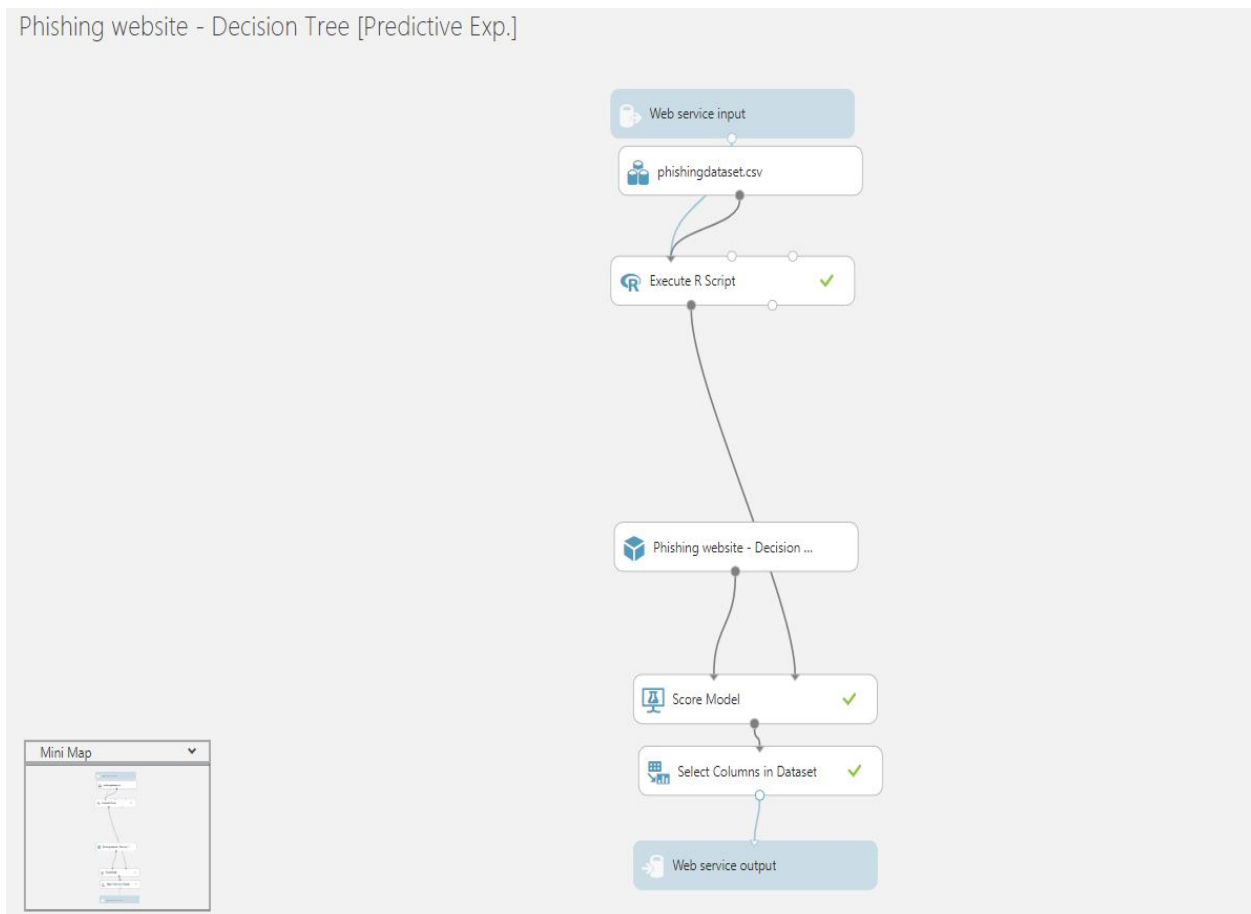 Phishing website - Decision Tree [Predictive Exp.]
Web service input
phishingdataset.csv
Execute R Script
Phishing website - Decision ...
Score Model
Select Columns in Dataset
Web service output
Mini Map